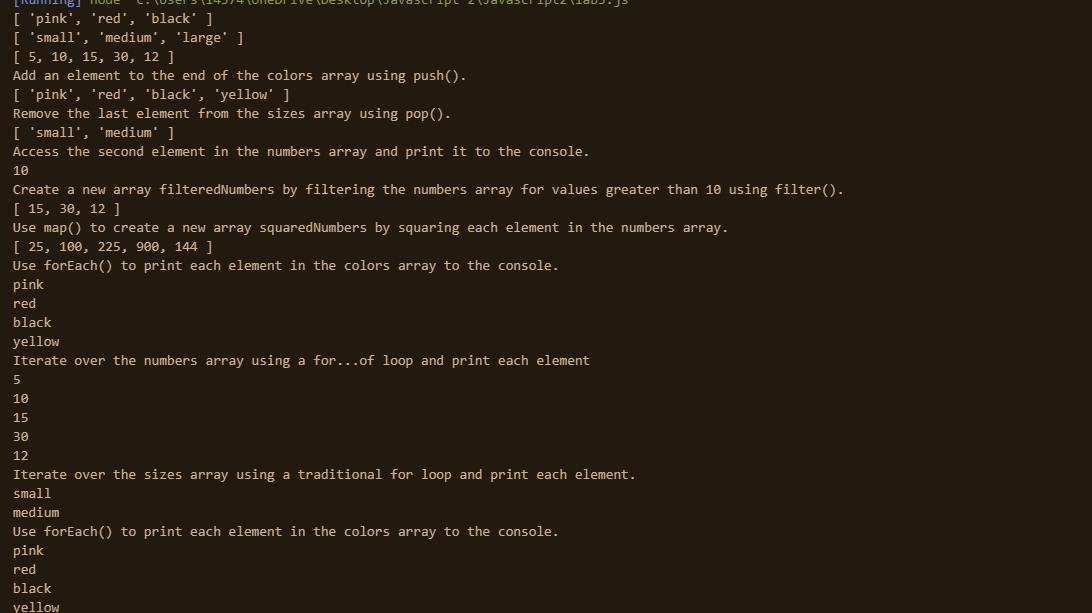 [Running] node "c:\Users\14374\OneDrive\Desktop\Javascript 2\Javascript2\lab5.js"
[ 'pink', 'red', 'black' ]
[ 'small', 'medium', 'large' ]
[ 5, 10, 15, 30, 12 ]
Add an element to the end of the colors array using push().
[ 'pink', 'red', 'black', 'yellow' ]
Remove the last element from the sizes array using pop().
[ 'small', 'medium' ]
Access the second element in the numbers array and print it to the console.
10
Create a new array filteredNumbers by filtering the numbers array for values greater than 10 using filter().
[ 15, 30, 12 ]
Use map() to create a new array squaredNumbers by squaring each element in the numbers array.
[ 25, 100, 225, 900, 144 ]
Use forEach() to print each element in the colors array to the console.
pink
red
black
yellow
Iterate over the numbers array using a for...of loop and print each element
5
10
15
30
12
Iterate over the sizes array using a traditional for loop and print each element.
small
medium
Use forEach() to print each element in the colors array to the console.
pink
red
black
yellow